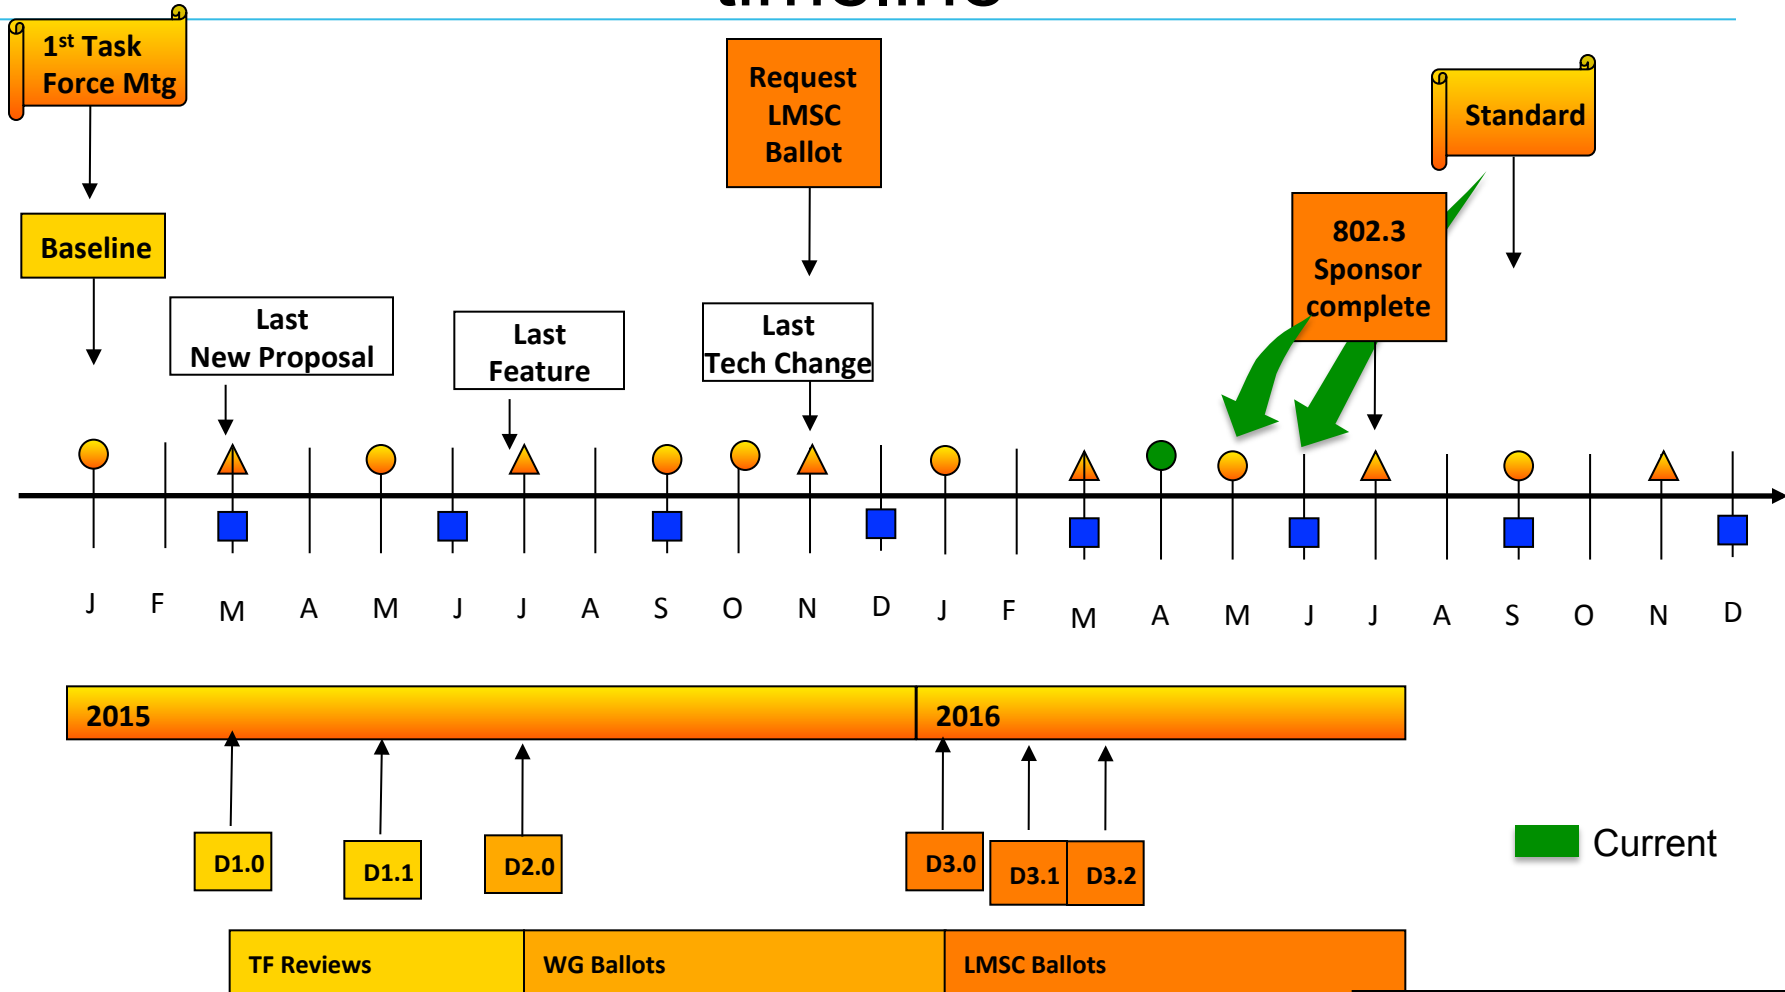 timeline
1st Task
Force Mtg
Request
LMSC
Ballot
Standard
Baseline
802.3
Sponsor
complete
Last
New Proposal
Last
Feature
Last
Tech Change
J F M A M J J A S O N D J F M A M J J A S O N D
2015 2016
D1.0 D1.1 D2.0 D3.0 D3.1 D3.2
Current
TF Reviews WG Ballots LMSC Ballots